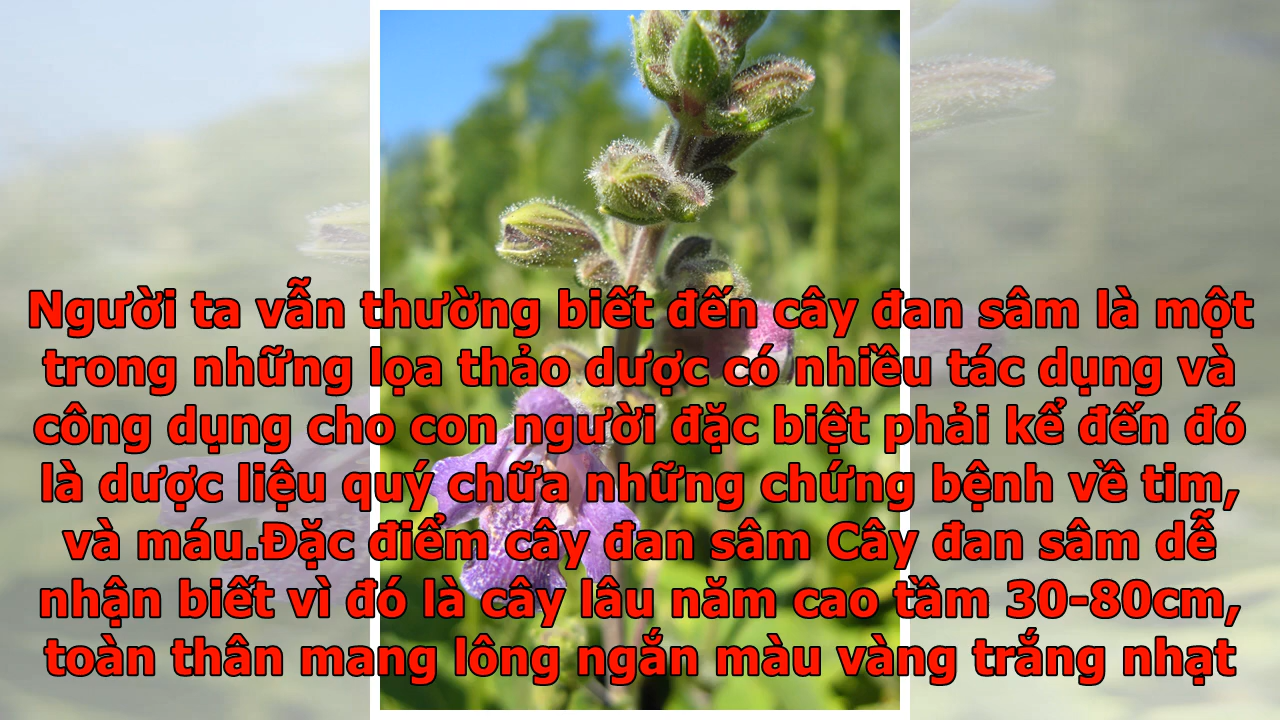 Người ta vẫn thường biết đến cây đan sâm là một
trong những lọa thảo dược có nhiều tác dụng và
công dụng cho con người đặc biệt phải kể đến đó
là dược liệu quý chữa những chứng bệnh về tim,
và máu.Đặc điểm cây đan sâm Cây đan sâm dễ
nhận biết vì đó là cây lâu năm cao tầm 30-80cm,
toàn thân mang lông ngắn màu vàng trắng nhạt